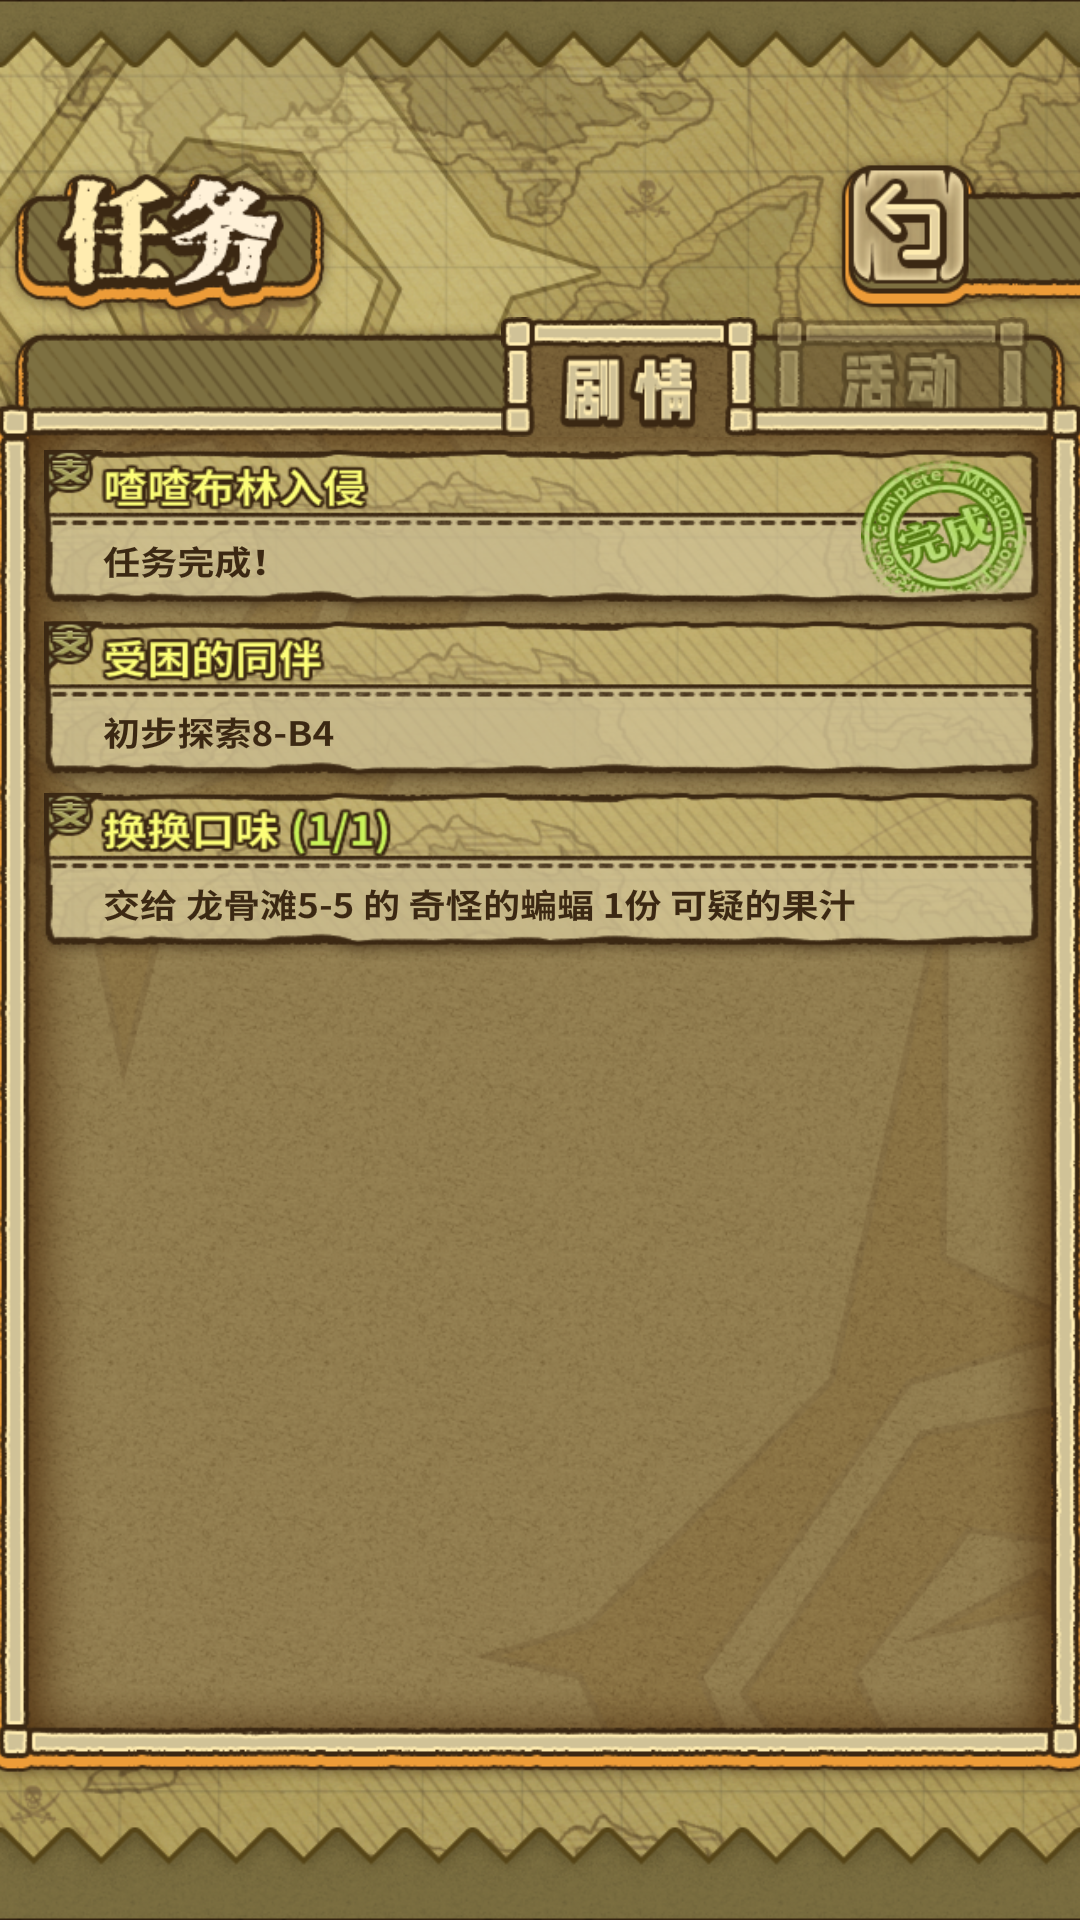 任务
剧情
活动
支
喳喳布林入侵
任务完成！
Mission Complete
完成
支
受困的同伴
初步探索8-B4
支
换换口味 (1/1)
交给 龙骨滩5-5 的 奇怪的蝙蝠 1份 可疑的果汁